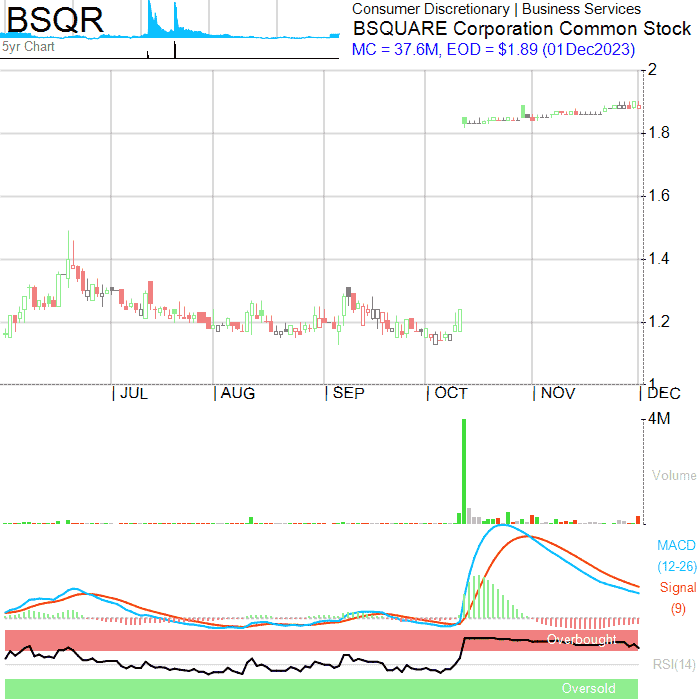 BSQR
5yr Chart
Consumer Discretionary | Business Services
BSQUARE Corporation Common Stock
MC = 37.6M, EOD = $1.89 (01Dec2023)
2
1.8
1.6
1.4
1.2
1
JUL AUG SEP OCT NOV DEC
4M
Volume
MACD
(12-26)
Signal
(9)
Overbought
RSI(14)
Oversold